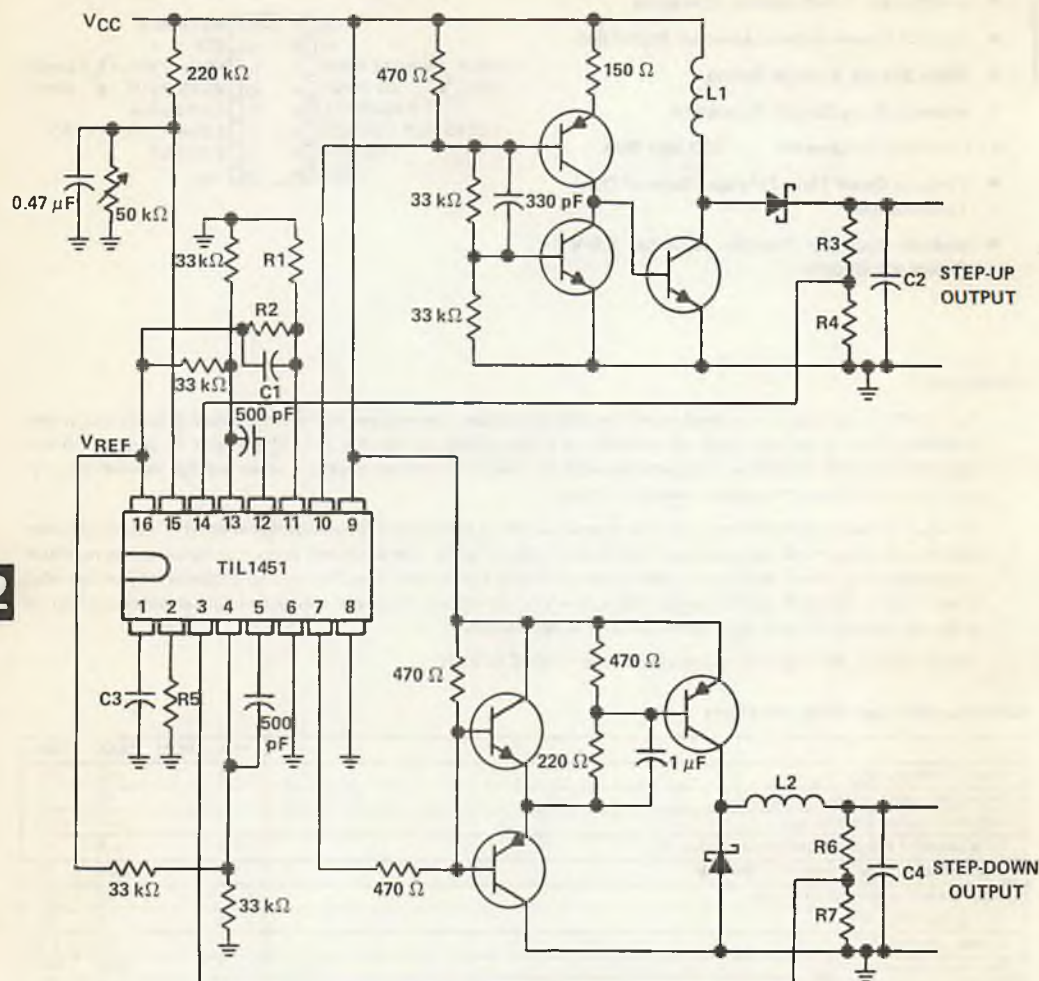 VCC
220 kΩ
470 Ω
150 Ω
L1
0.47 μF
50 kΩ
33 kΩ
330 pF
33kΩ
R1
R3
C2
STEP-UP
OUTPUT
R2
33 kΩ
R4
33 kΩ
C1
500 pF
VREF
16 15 14 13 12 11 10 9
TIL1451
2
1 2 3 4 5 6 7 8
C3
R5
500
pF
470 Ω
470 Ω
220 Ω
1 μF
L2
R6
C4
STEP-DOWN
OUTPUT
33 kΩ
470 Ω
33 kΩ
R7